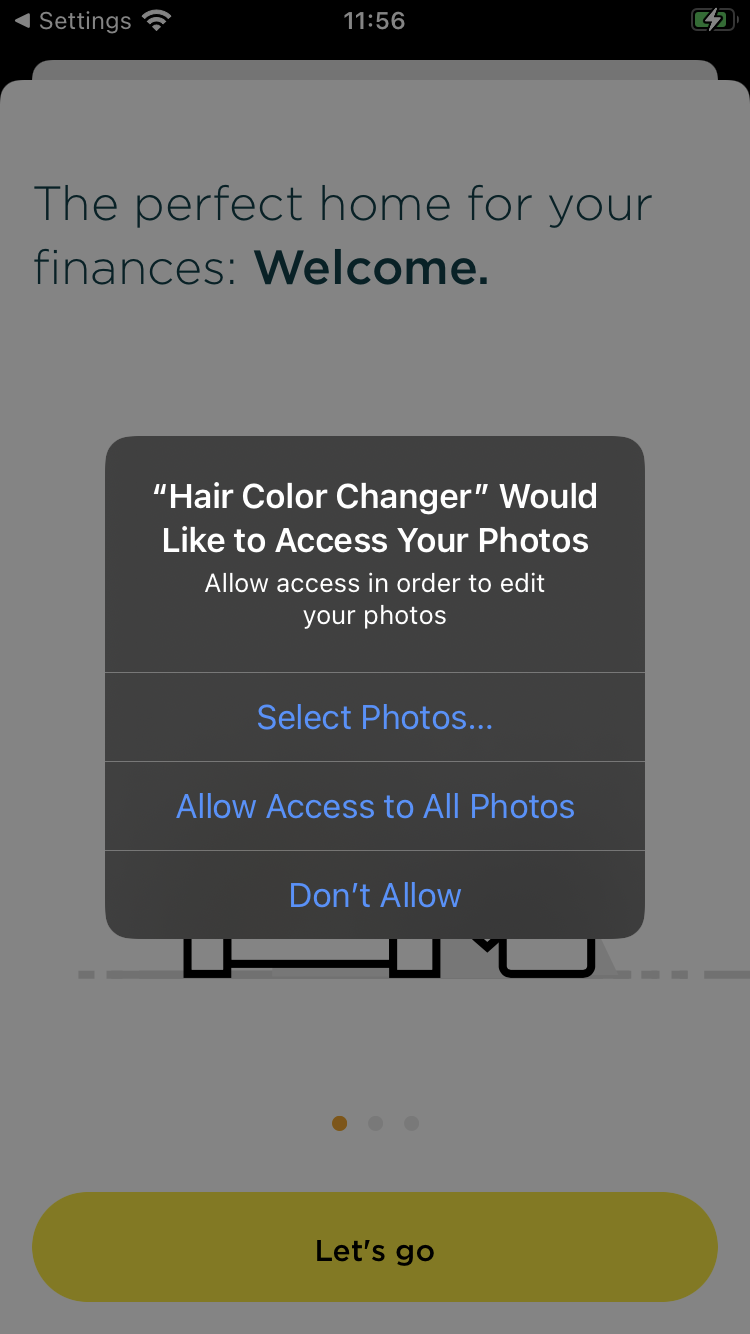 Settings
11:56
The perfect home for your
finances: Welcome.
“Hair Color Changer” Would
Like to Access Your Photos
Allow access in order to edit
your photos
Select Photos...
Allow Access to All Photos
Don’t Allow
Let's go